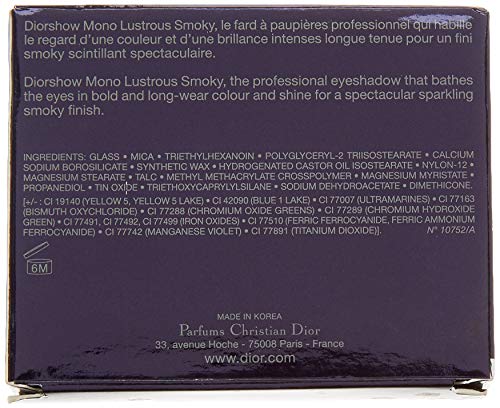 Diorshow Mono Lustrous Smoky, le fard à paupières professionnel qui habille
le regard d'une couleur et d'une brillance intenses longue tenue pour un fini
smoky scintillant spectaculaire.
Diorshow Mono Lustrous Smoky, the professional eyeshadow that bathes
the eyes in bold and long-wear colour and shine for a spectacular sparkling
smoky finish.
INGREDIENTS: GLASS • MICA • TRIETHYLHEXANOIN • POLYGLYCERYL-2 TRIISOSTEARATE • CALCIUM
SODIUM BOROSILICATE • SYNTHETIC WAX • HYDROGENATED CASTOR OIL ISOSTEARATE • NYLON-12 •
MAGNESIUM STEARATE • TALC • METHYL METHACRYLATE CROSSPOLYMER • MAGNESIUM MYRISTATE •
PROPANEDIOL • TIN OXIDE • TRIETHOXYCAPRYLYLSILANE • SODIUM DEHYDROACETATE • DIMETHICONE.
[+/-: CI 19140 (YELLOW 5, YELLOW 5 LAKE) • CI 42090 (BLUE 1 LAKE) • CI 77007 (ULTRAMARINES) • CI 77163
(BISMUTH OXYCHLORIDE) • CI 77288 (CHROMIUM OXIDE GREENS) • CI 77289 (CHROMIUM HYDROXIDE
GREEN) • CI 77491, CI 77492, CI 77499 (IRON OXIDES) • CI 77510 (FERRIC FERROCYANIDE, FERRIC AMMONIUM
FERROCYANIDE) • CI 77742 (MANGANESE VIOLET) • CI 77891 (TITANIUM DIOXIDE)]. N° 10752/A
6M
MADE IN KOREA
Parfums Christian Dior
33, avenue Hoche - 75008 Paris - France
www.dior.com